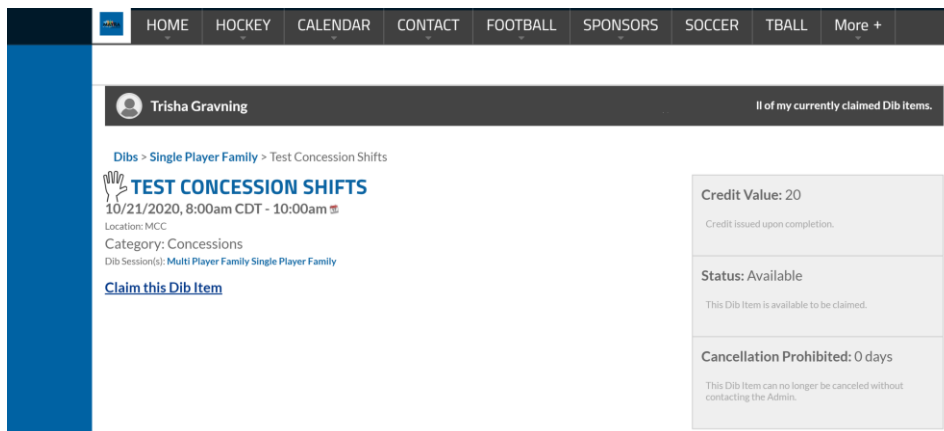 HOME HOCKEY CALENDAR CONTACT FOOTBALL SPONSORS SOCCER TBALL More +
Trisha Gravning
ll of my currently claimed Dib items.
Dibs > Single Player Family > Test Concession Shifts
TEST CONCESSION SHIFTS
10/21/2020, 8:00am CDT - 10:00am
Location: MCC
Category: Concessions
Dib Session(s): Multi Player Family Single Player Family
Claim this Dib Item
Credit Value: 20
Credit issued upon completion.
Status: Available
This Dib Item is available to be claimed.
Cancellation Prohibited: 0 days
This Dib Item can no longer be canceled without
contacting the Admin.